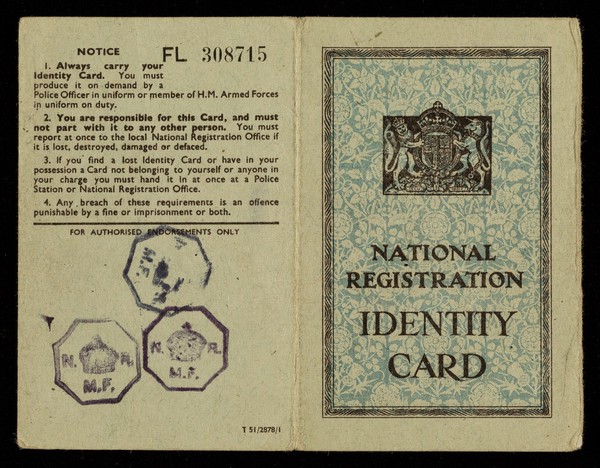 NOTICE
FL 308715
1. Always carry your
Identity Card. You must
produce it on demand by a
Police Officer in uniform or member of H.M. Armed Forces
in uniform on duty.
2. You are responsible for this Card, and must
not part with it to any other person. You must
report at once to the local National Registration Office if
it is lost, destroyed, damaged or defaced.
3. If you find a lost Identity Card or have in your
possession a Card not belonging to yourself or anyone in
your charge you must hand it in at once at a Police
Station or National Registration Office.
4. Any breach of these requirements is an offence
punishable by a fine or imprisonment or both.
FOR AUTHORISED ENDORSEMENTS ONLY
M.F.
N. R.
M.F.
N. R.
M.F.
T 51/2878/1
NATIONAL
REGISTRATION
IDENTITY
CARD